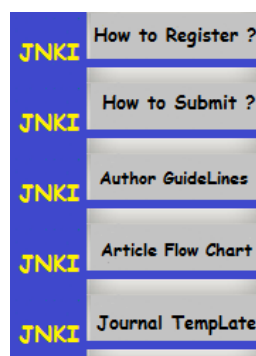 JNKI How to Register ?
JNKI How to Submit ?
JNKI Author GuideLines
JNKI Article Flow Chart
JNKI Journal TempLate